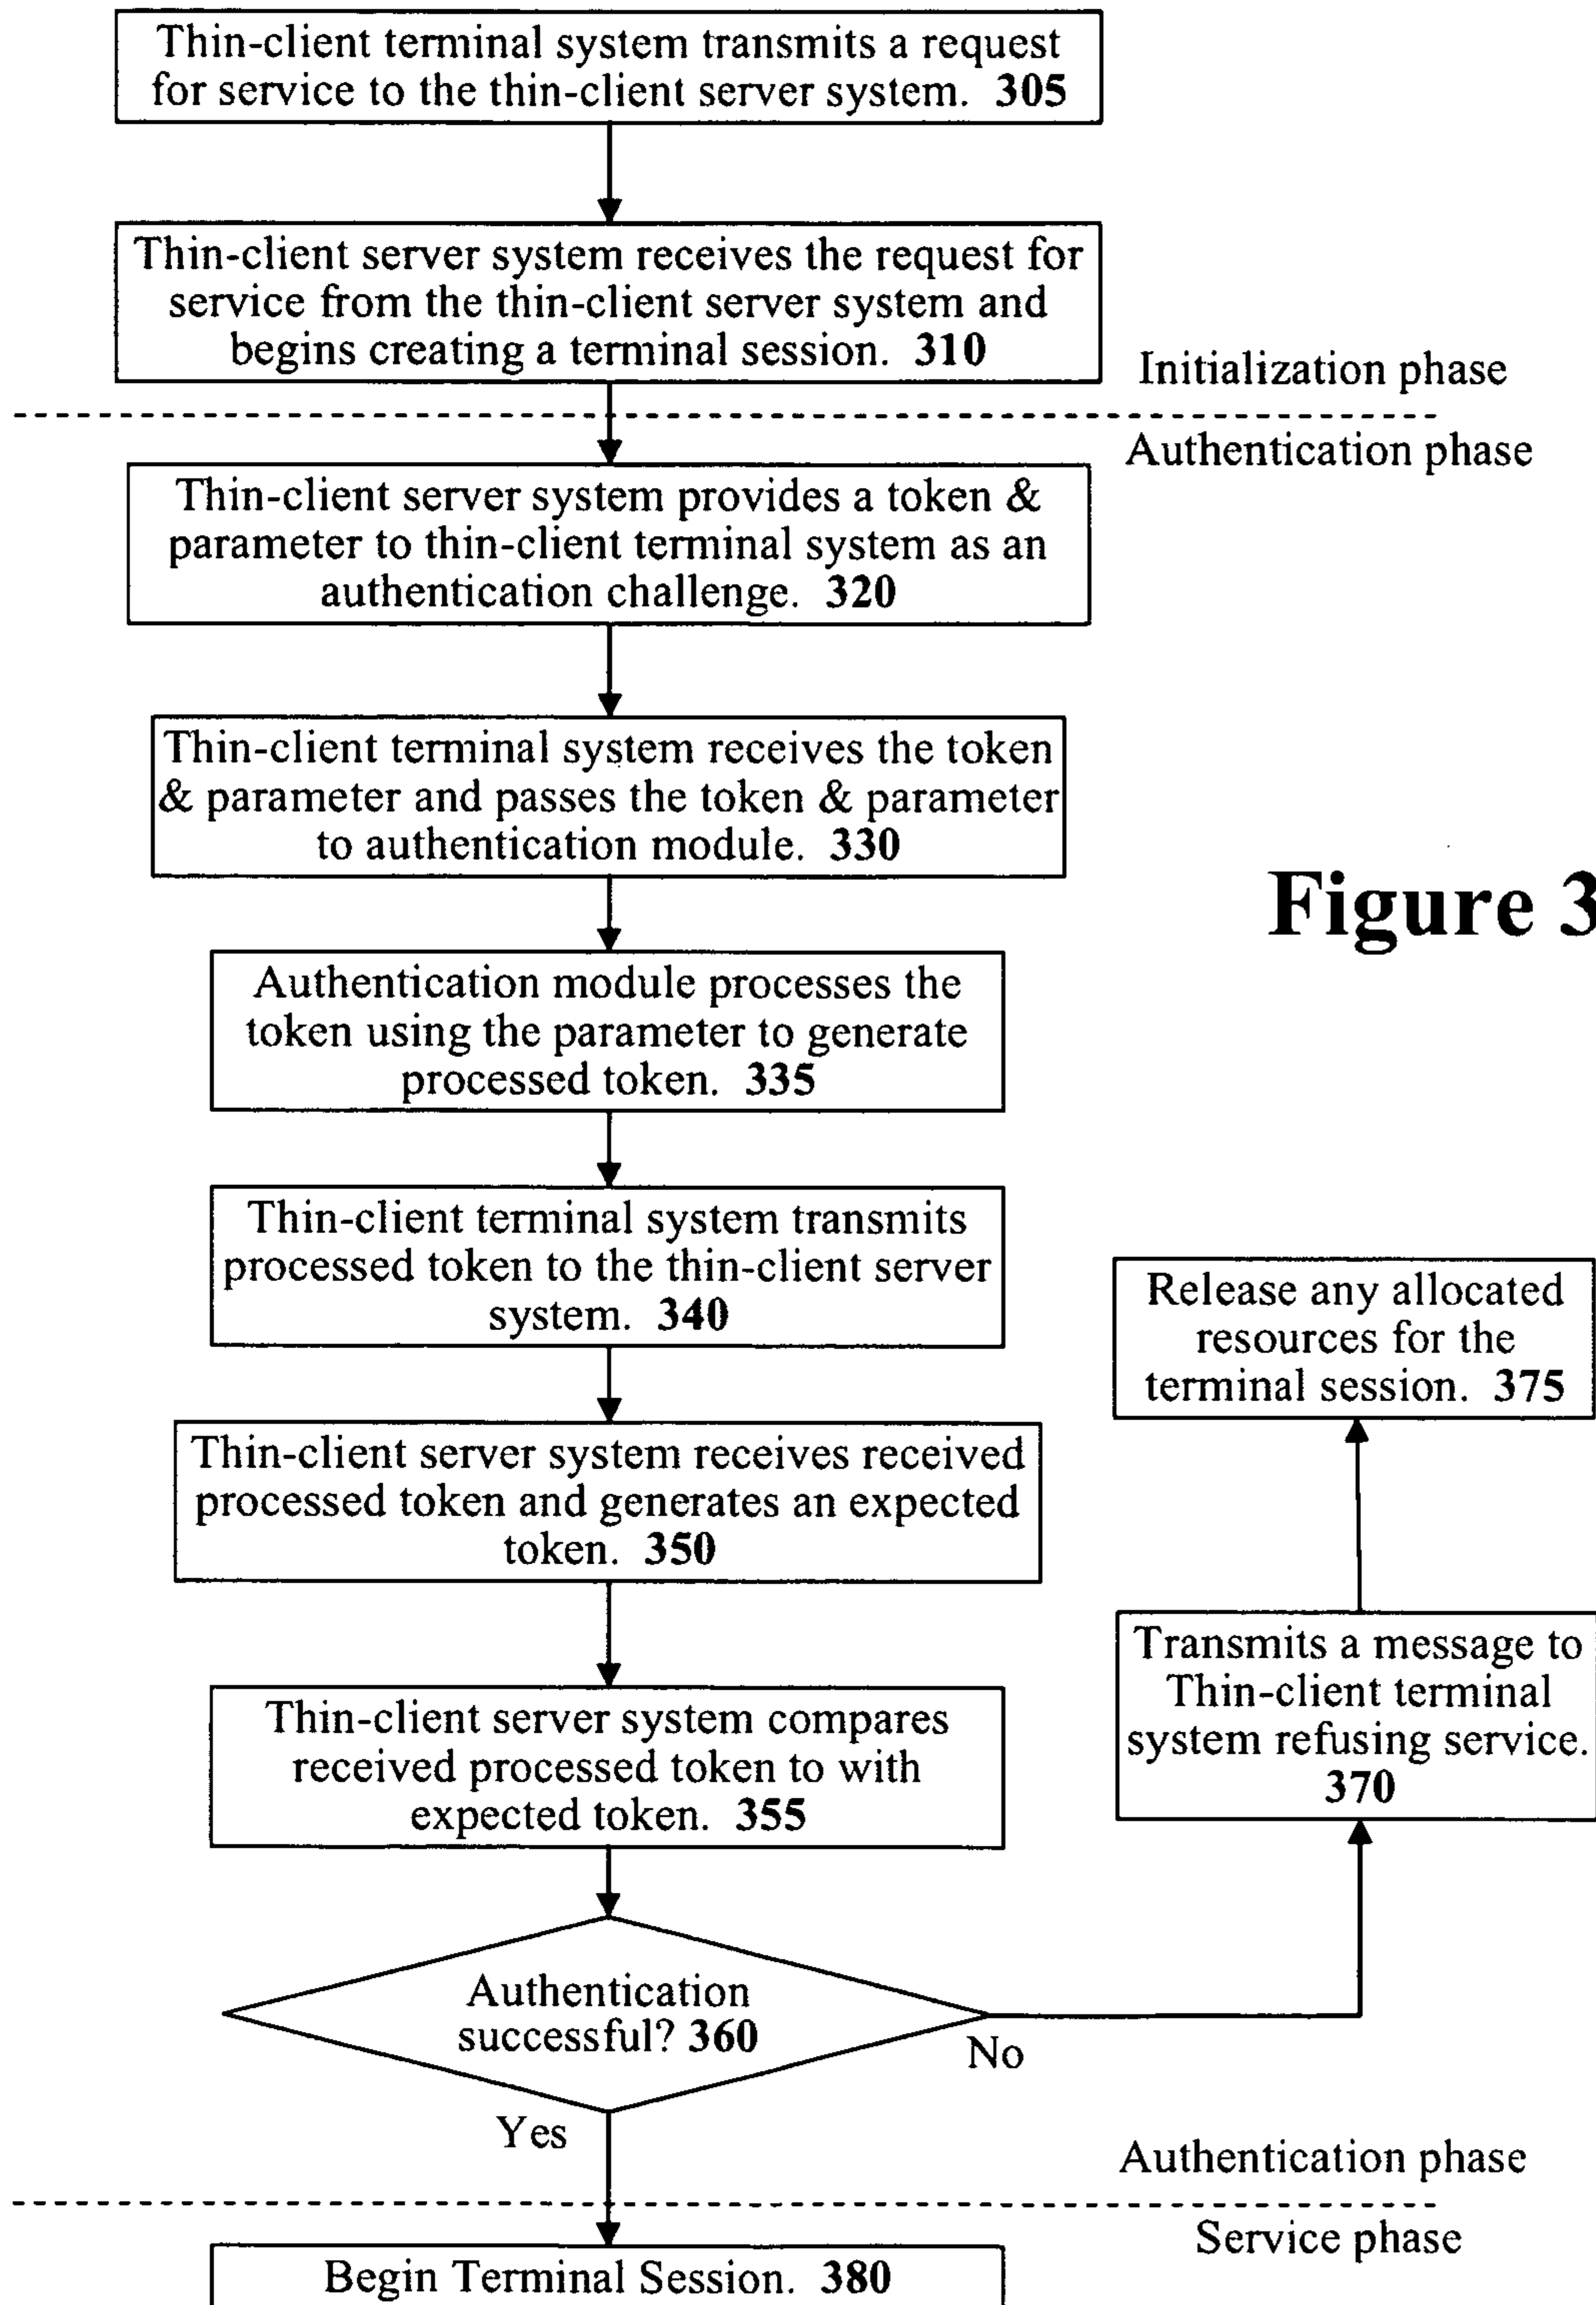 Thin-client terminal system transmits a request
for service to the thin-client server system. 305
Thin-client server system receives the request for
service from the thin-client server system and
begins creating a terminal session. 310
Initialization phase
Authentication phase
Thin-client server system provides a token &
parameter to thin-client terminal system as an
authentication challenge. 320
Thin-client terminal system receives the token
& parameter and passes the token & parameter
to authentication module. 330
Figure 3
Authentication module processes the
token using the parameter to generate
processed token. 335
Thin-client terminal system transmits
processed token to the thin-client server
system. 340
Release any allocated
resources for the
terminal session. 375
Thin-client server system receives received
processed token and generates an expected
token. 350
Transmits a message to
Thin-client terminal
system refusing service.
370
Thin-client server system compares
received processed token to with
expected token. 355
Authentication
successful? 360
No
Yes
Authentication phase
Service phase
Begin Terminal Session. 380